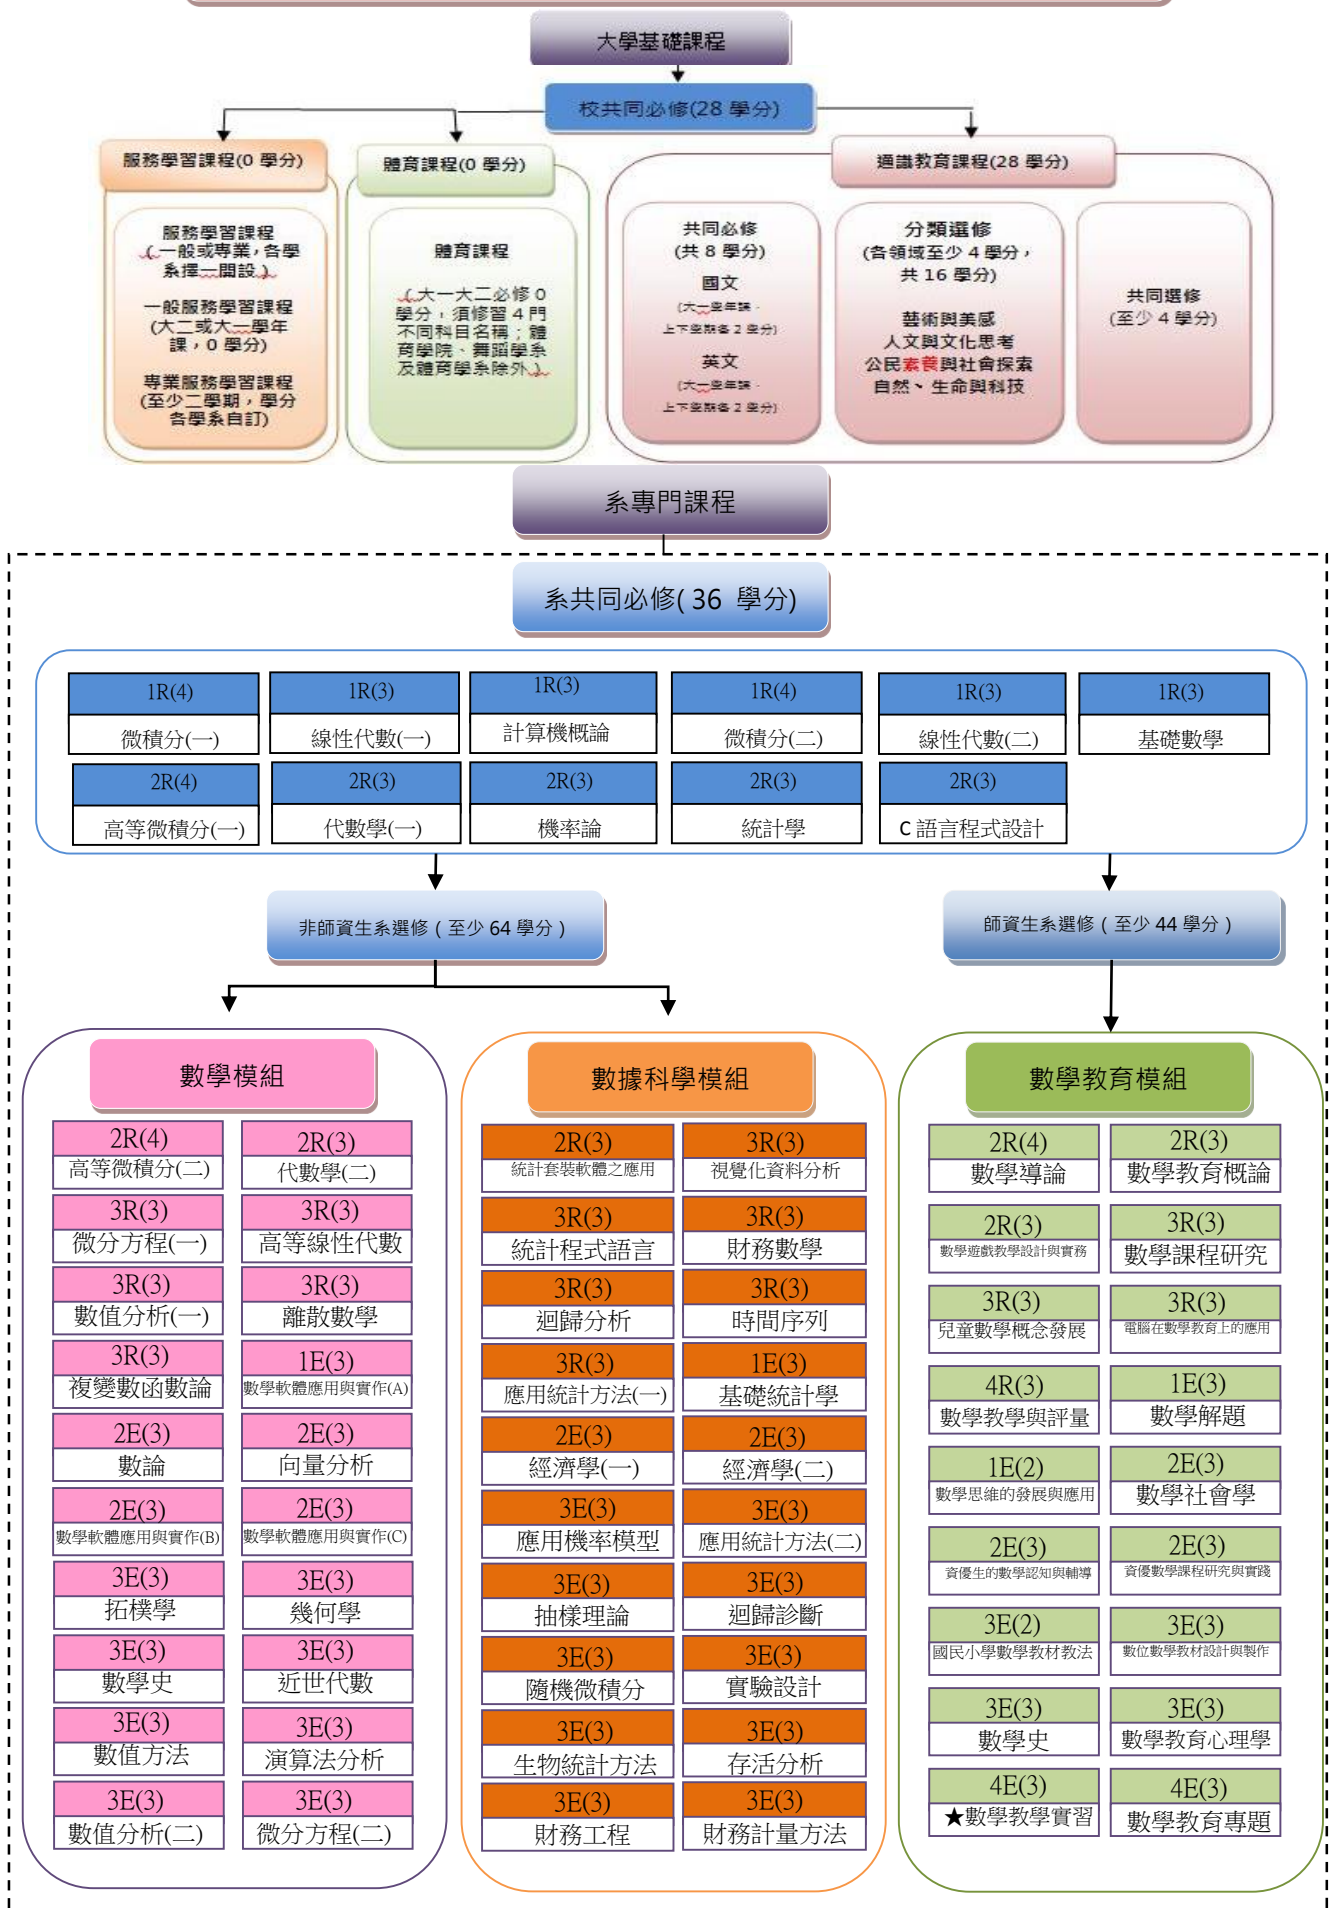 大學基礎課程
校共同必修(28 學分)
服務學習課程(0 學分)
服務學習課程
(一般或專業,各學
系擇一開設)
一般服務學習課程
(大二或大一學年
課,0 學分)
專業服務學習課程
(至少二學期,學分
各學系自訂)
體育課程(0 學分)
體育課程
(大一大二必修 0
學分,須修習 4 門
不同科目名稱;體
育學院、舞蹈學系
及體育學系除外)
通識教育課程(28 學分)
共同必修
(共 8 學分)
國文
(大一學年課,
上下學期各 2 學分)
英文
(大一學年課,
上下學期各 2 學分)
分類選修
(各領域至少 4 學分,
共 16 學分)
藝術與美感
人文與文化思考
公民素養與社會探索
自然、生命與科技
共同選修
(至少 4 學分)
系專門課程
系共同必修( 36 學分)
1R(4)
微積分(一)
1R(3)
線性代數(一)
1R(3)
計算機概論
1R(4)
微積分(二)
1R(3)
線性代數(二)
1R(3)
基礎數學
2R(4)
高等微積分(一)
2R(3)
代數學(一)
2R(3)
機率論
2R(3)
統計學
2R(3)
C 語言程式設計
非師資生系選修(至少 64 學分)
師資生系選修(至少 44 學分)
數學模組
2R(4)
高等微積分(二)
2R(3)
代數學(二)
3R(3)
微分方程(一)
3R(3)
高等線性代數
3R(3)
數值分析(一)
3R(3)
離散數學
3R(3)
複變數函數論
1E(3)
數學軟體應用與實作(A)
2E(3)
數論
2E(3)
向量分析
2E(3)
數學軟體應用與實作(B)
2E(3)
數學軟體應用與實作(C)
3E(3)
拓樸學
3E(3)
幾何學
3E(3)
數學史
3E(3)
近世代數
3E(3)
數值方法
3E(3)
演算法分析
3E(3)
數值分析(二)
3E(3)
微分方程(二)
數據科學模組
2R(3)
統計套裝軟體之應用
3R(3)
視覺化資料分析
3R(3)
統計程式語言
3R(3)
財務數學
3R(3)
迴歸分析
3R(3)
時間序列
3R(3)
應用統計方法(一)
1E(3)
基礎統計學
2E(3)
經濟學(一)
2E(3)
經濟學(二)
3E(3)
應用機率模型
3E(3)
應用統計方法(二)
3E(3)
抽樣理論
3E(3)
迴歸診斷
3E(3)
隨機微積分
3E(3)
實驗設計
3E(3)
生物統計方法
3E(3)
存活分析
3E(3)
財務工程
3E(3)
財務計量方法
數學教育模組
2R(4)
數學導論
2R(3)
數學教育概論
2R(3)
數學遊戲教學設計與實務
3R(3)
數學課程研究
3R(3)
兒童數學概念發展
3R(3)
電腦在數學教育上的應用
4R(3)
數學教學與評量
1E(3)
數學解題
1E(2)
數學思維的發展與應用
2E(3)
數學社會學
2E(3)
資優生的數學認知與輔導
2E(3)
資優數學課程研究與實踐
3E(2)
國民小學數學教材教法
3E(3)
數位數學教材設計與製作
3E(3)
數學史
3E(3)
數學教育心理學
4E(3)
★數學教學實習
4E(3)
數學教育專題